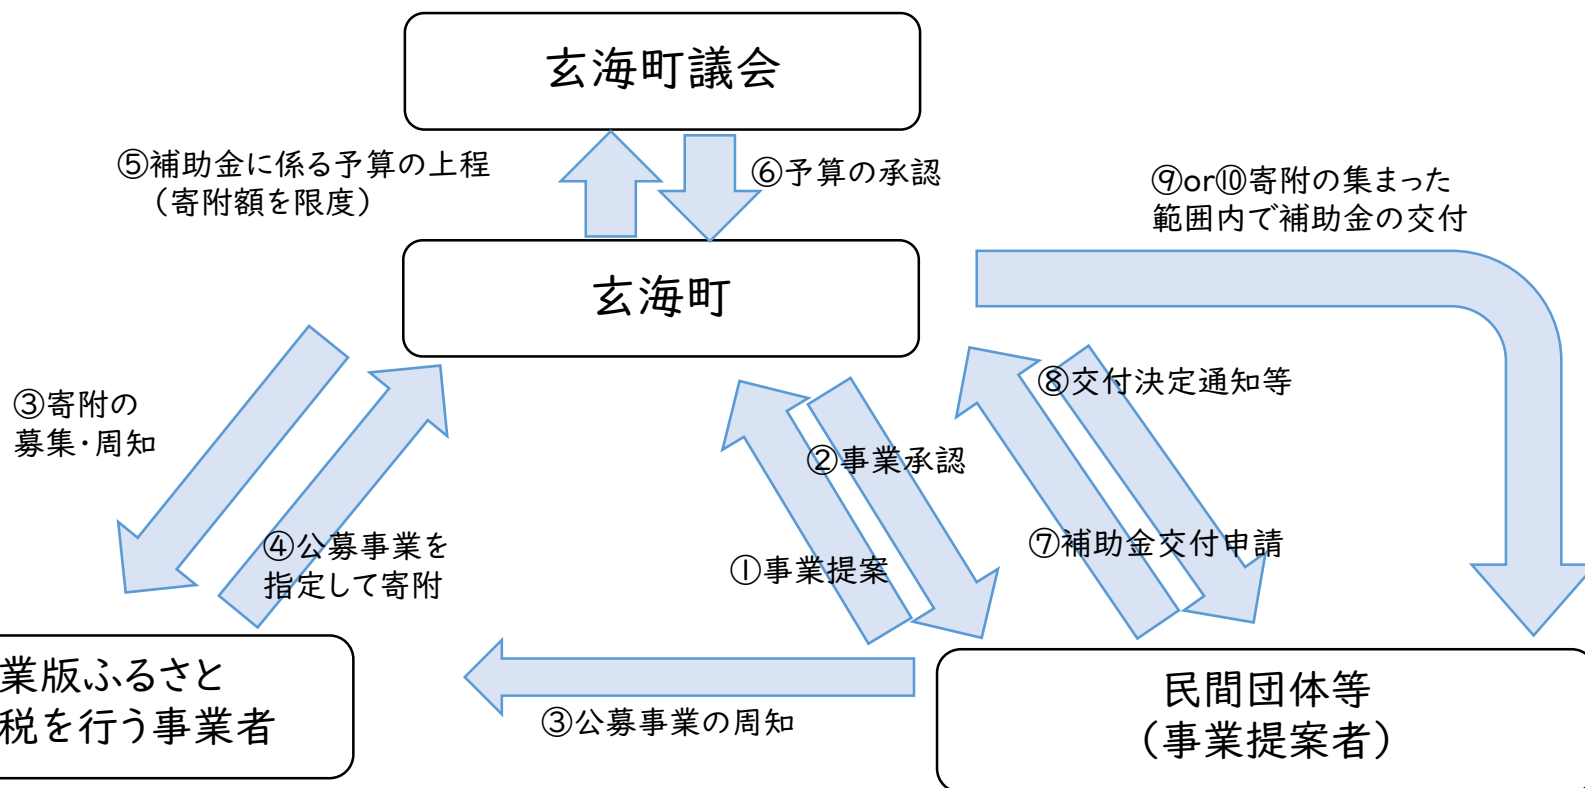 玄海町議会
⑤補助金に係る予算の上程
（寄附額を限度）
⑥予算の承認
⑨or⑩寄附の集まった
範囲内で補助金の交付
玄海町
③寄附の
募集・周知
⑧交付決定通知等
②事業承認
④公募事業を
指定して寄附
①事業提案
⑦補助金交付申請
業版ふるさと
税を行う事業者
③公募事業の周知
民間団体等
（事業提案者）